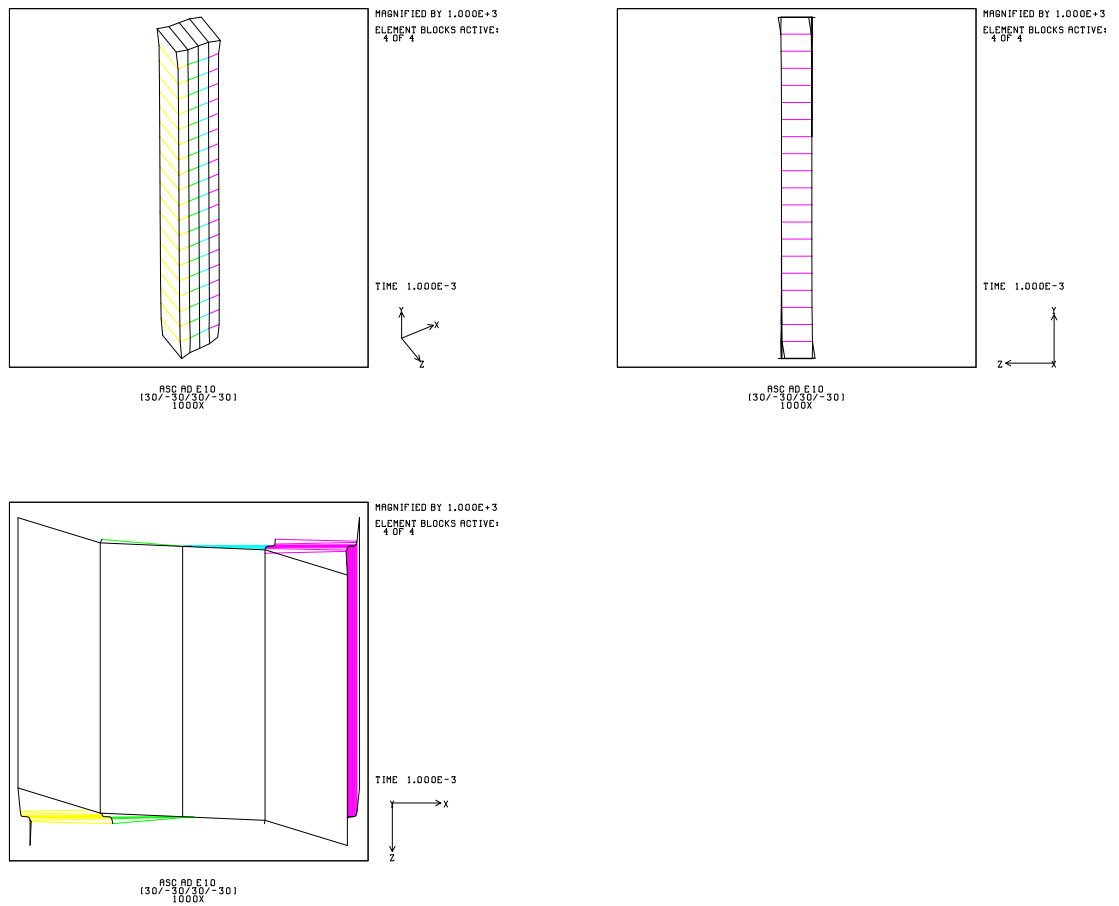 MAGNIFIED BY 1.000E+3
ELEMENT BLOCKS ACTIVE:
4 OF 4
TIME 1.000E-3
Y
X
Z
ASC AD E10
[30/-30/30/-30]
1000X
MAGNIFIED BY 1.000E+3
ELEMENT BLOCKS ACTIVE:
4 OF 4
TIME 1.000E-3
Y
Z
X
ASC AD E10
[30/-30/30/-30]
1000X
MAGNIFIED BY 1.000E+3
ELEMENT BLOCKS ACTIVE:
4 OF 4
TIME 1.000E-3
Y
X
Z
ASC AD E10
[30/-30/30/-30]
1000X